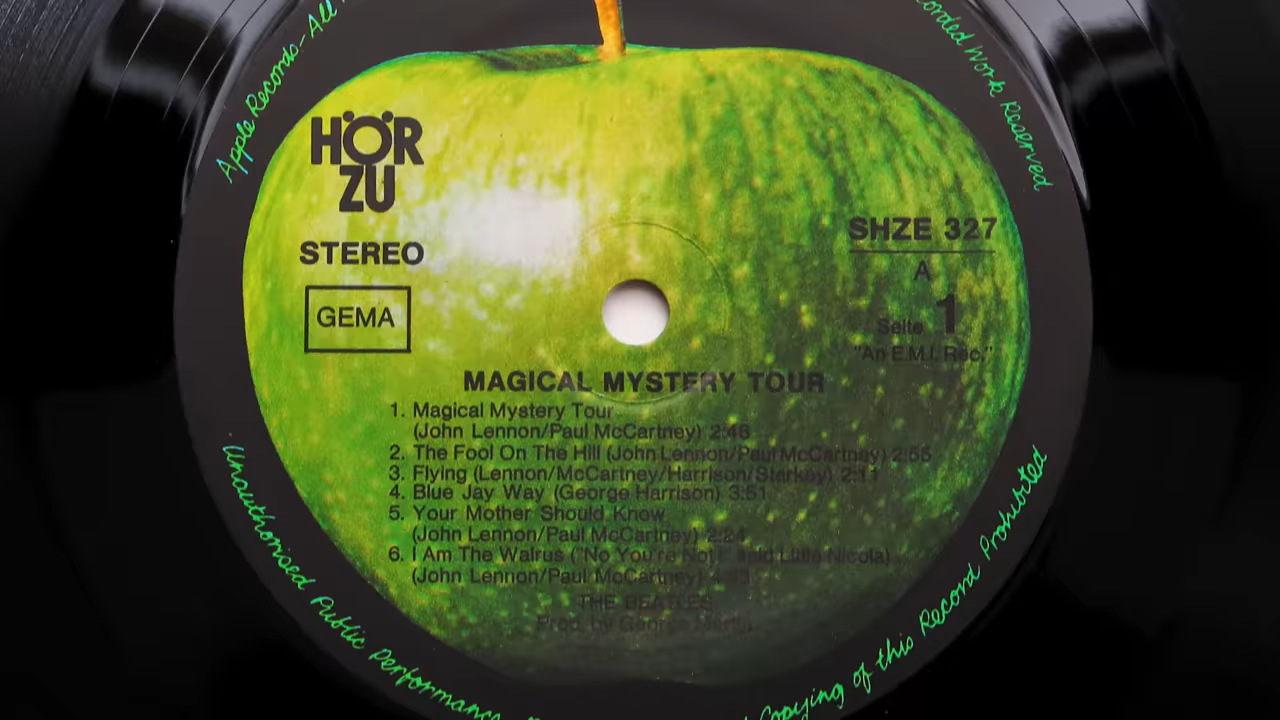 Apple Records – All
orded Work Reserved
HÖR
ZU
STEREO
GEMA
SHZE 327
A
Seite 1
"An E.M.I. Rec."
MAGICAL MYSTERY TOUR
1. Magical Mystery Tour
(John Lennon/Paul McCartney) 2:48
2. The Fool On The Hill (John Lennon/Paul McCartney) 2:55
3. Flying (Lennon/McCartney/Harrison/Starkey) 2:11
4. Blue Jay Way (George Harrison) 3:51
5. Your Mother Should Know
(John Lennon/Paul McCartney) 2:24
6. I Am The Walrus ("No You're Not!" said Little Nicola)
(John Lennon/Paul McCartney)
THE BEATLES
Prod. by George Martin
Unauthorised Public Performance
Copying of this Record Prohibited